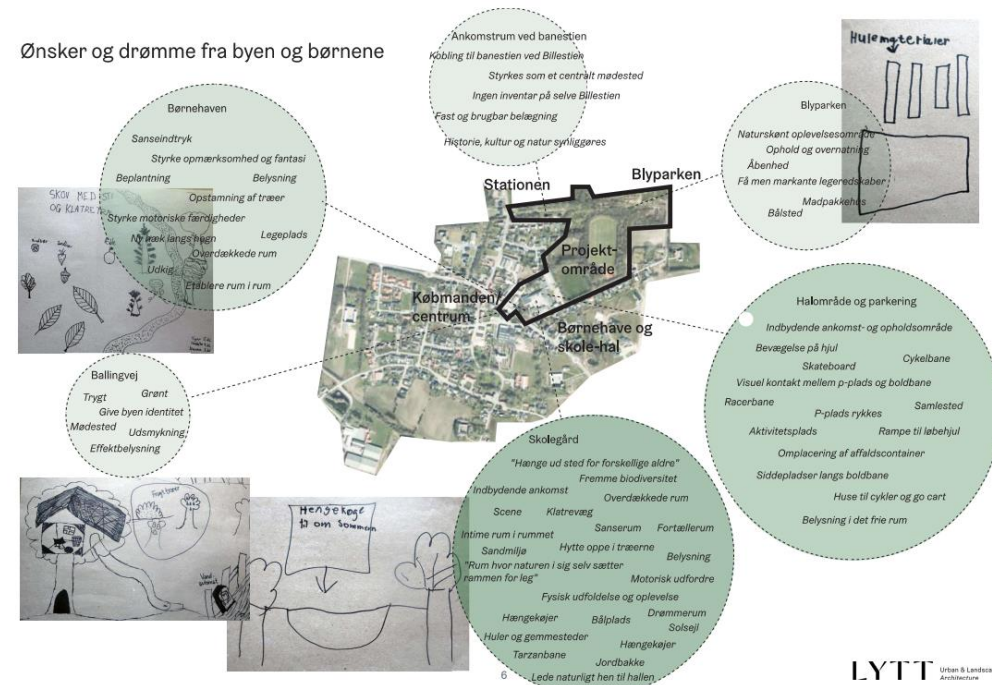 Ønsker og drømme fra byen og børnene
Ankomstrum ved banestien
Kobling til banestien ved Billestien
Styrkes som et centralt mødested
Ingen inventar på selve Billestien
Fast og brugbar belægning
Historie, kultur og natur synliggøres
Hulematerialer
Børnehaven
Sanseindtryk
Styrke opmærksomhed og fantasi
Beplantning
Belysning
Opstamning af træer
Styrke motoriske færdigheder
Legeplads
Ny hæk langs hegn
Overdækkede rum
Udkig
Etablere rum i rum
SKOV MED
OG KLATRE
Blyparken
Naturskønt oplevelsesområde
Ophold og overnatning
Åbenhed
Få men markante legeredskaber
Madpakkehus
Bålsted
Stationen
Blyparken
Projekt-
område
Købmanden/
centrum
Børnehave og
skole-hal
Halområde og parkering
Indbydende ankomst- og opholdsområde
Bevægelse på hjul
Cykelbane
Skateboard
Visuel kontakt mellem p-plads og boldbane
Racerbane
Samlested
P-plads rykkes
Aktivitetsplads
Rampe til løbehjul
Omplacering af affaldscontainer
Siddepladser langs boldbane
Huse til cykler og go cart
Belysning i det frie rum
Ballingvej
Trygt
Grønt
Give byen identitet
Mødested
Udsmykning
Effektbelysning
Skolegård
"Hænge ud sted for forskellige aldre"
Fremme biodiversitet
Indbydende ankomst
Overdækkede rum
Scene
Klatrevæg
Sanserum
Fortællerum
Intime rum i rummet
Sandmiljø
Hytte oppe i træerne
Belysning
"Rum hvor naturen i sig selv sætter
rammen for leg"
Motorisk udfordre
Fysisk udfoldelse og oplevelse
Hængekøjer
Bålplads
Drømmerum
Solsejl
Huler og gemmesteder
Hængekøjer
Tarzanbane
Jordbakke
Lede naturligt hen til hallen
Hengekøge
om Sommern
6
LYTT
Urban & Landsca
Architecture